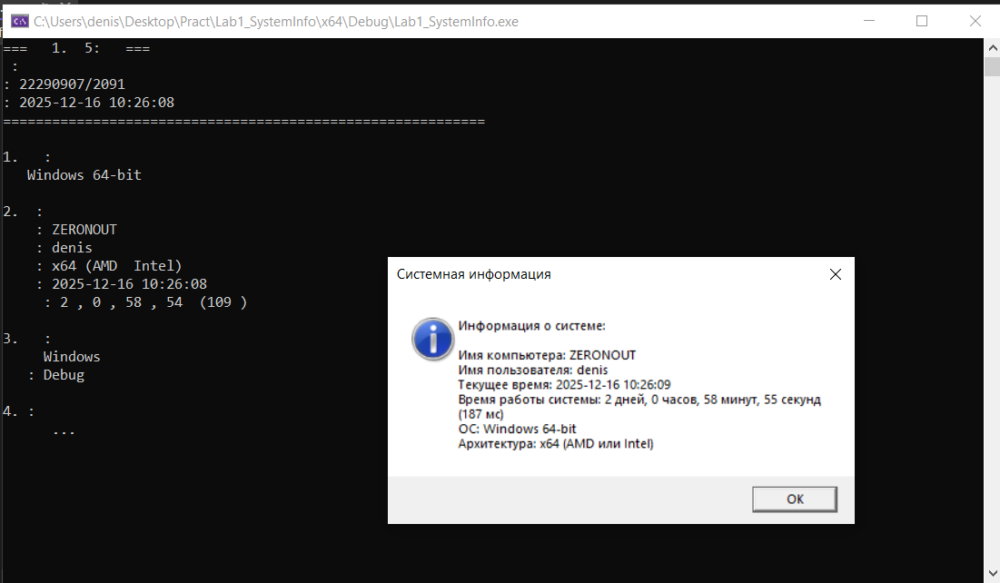 C:\Users\denis\Desktop\Pract\Lab1_SystemInfo\x64\Debug\Lab1_SystemInfo.exe
===   1.  5:   ===
 :
: 22290907/2091
: 2025-12-16 10:26:08
===========================================================
1.   :
   Windows 64-bit
2.  :
    : ZERONOUT
    : denis
    : x64 (AMD  Intel)
    : 2025-12-16 10:26:08
     : 2 , 0 , 58 , 54  (109 )
3.   :
     Windows
   : Debug
4. :
      ...
Системная информация
Информация о системе:
Имя компьютера: ZERONOUT
Имя пользователя: denis
Текущее время: 2025-12-16 10:26:09
Время работы системы: 2 дней, 0 часов, 58 минут, 55 секунд
(187 мс)
ОС: Windows 64-bit
Архитектура: x64 (AMD или Intel)
OK